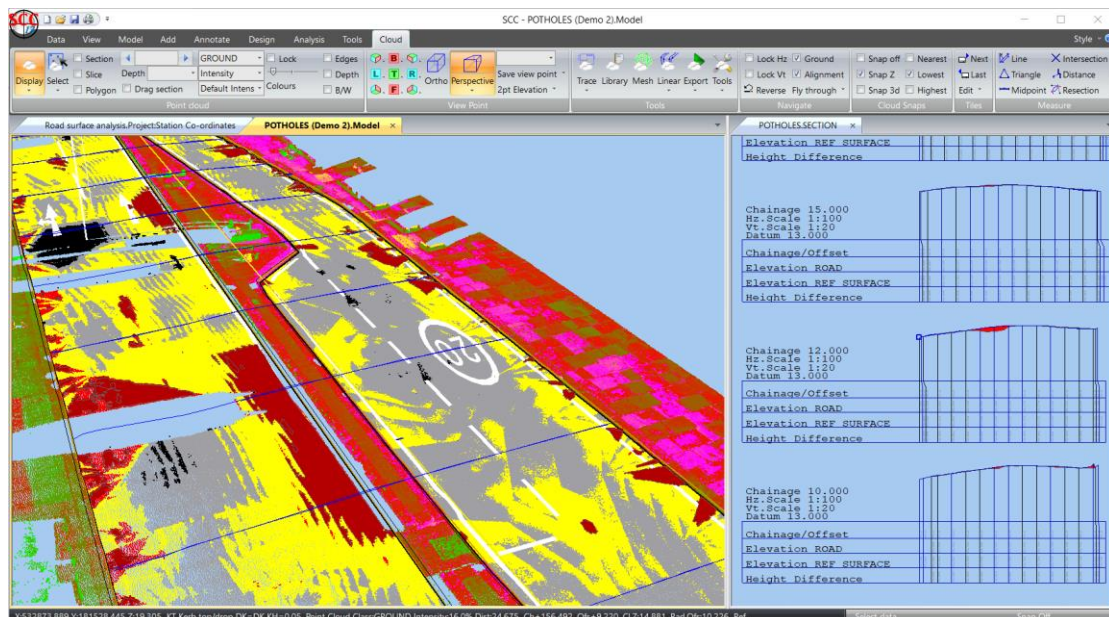 SCC
SCC - POTHOLES (Demo 2).Model
Data View Model Add Annotate Design Analysis Tools Cloud Style
Display Select Section Slice Polygon Depth Drag section GROUND Intensity Default Intens Lock Colours Edges Depth B/W
Point cloud
B L T R F Ortho Perspective Save view point 2pt Elevation
View Point
Trace Library Mesh Linear Export Tools
Tools
Lock Hz Ground Lock Vt Alignment Reverse Fly through
Navigate
Snap off Nearest Snap Z Lowest Snap 3d Highest
Cloud Snaps
Next Last Edit
Tiles
Line Intersection Triangle Distance Midpoint Resection
Measure
Road surface analysis.Project:Station Co-ordinates POTHOLES (Demo 2).Model
POTHOLES.SECTION
20
Elevation REF SURFACE
Height Difference
Chainage 15.000
Hz.Scale 1:100
Vt.Scale 1:20
Datum 13.000
Chainage/Offset
Elevation ROAD
Elevation REF SURFACE
Height Difference
Chainage 12.000
Hz.Scale 1:100
Vt.Scale 1:20
Datum 13.000
Chainage/Offset
Elevation ROAD
Elevation REF SURFACE
Height Difference
Chainage 10.000
Hz.Scale 1:100
Vt.Scale 1:20
Datum 13.000
Chainage/Offset
Elevation ROAD
Elevation REF SURFACE
Height Difference